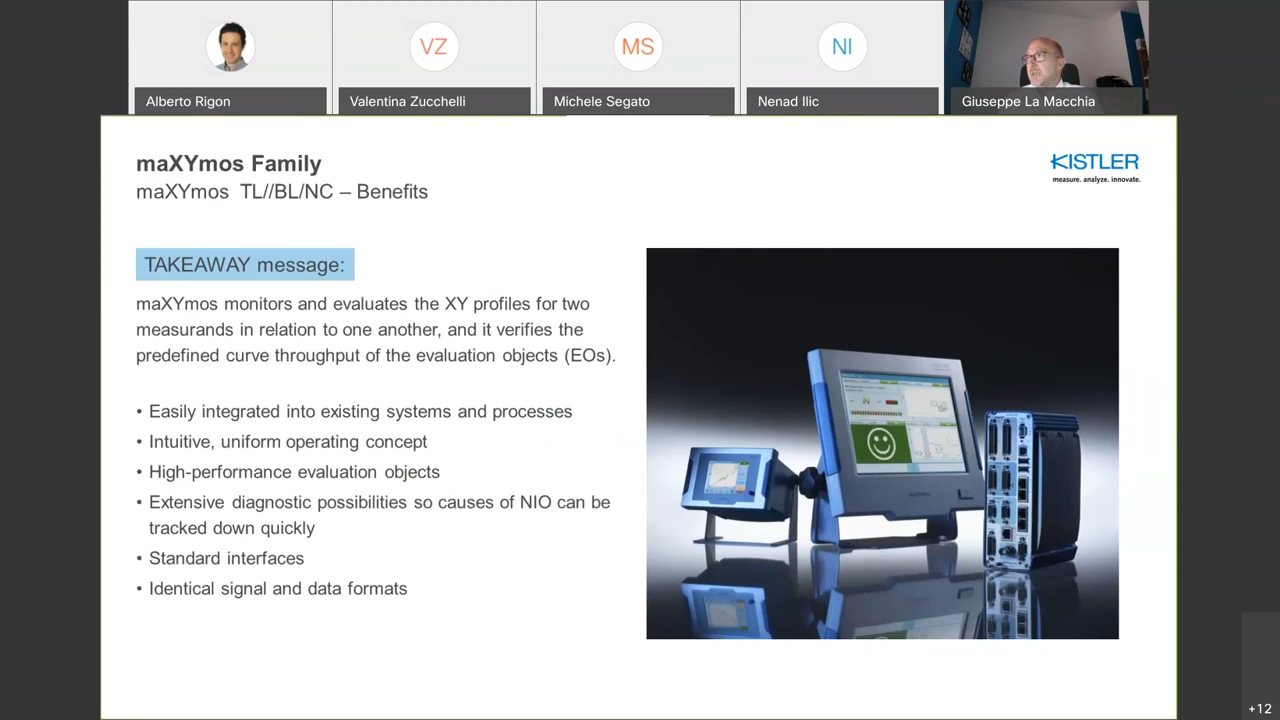 VZ
MS
NI
Alberto Rigon
Valentina Zucchelli
Michele Segato
Nenad Ilic
Giuseppe La Macchia
maXYmos Family
maXYmos TL//BL/NC – Benefits
KISTLER
measure. analyze. innovate.
TAKEAWAY message:
maXYmos monitors and evaluates the XY profiles for two
measurands in relation to one another, and it verifies the
predefined curve throughput of the evaluation objects (EOs).
• Easily integrated into existing systems and processes
• Intuitive, uniform operating concept
• High-performance evaluation objects
• Extensive diagnostic possibilities so causes of NIO can be
tracked down quickly
• Standard interfaces
• Identical signal and data formats
+12